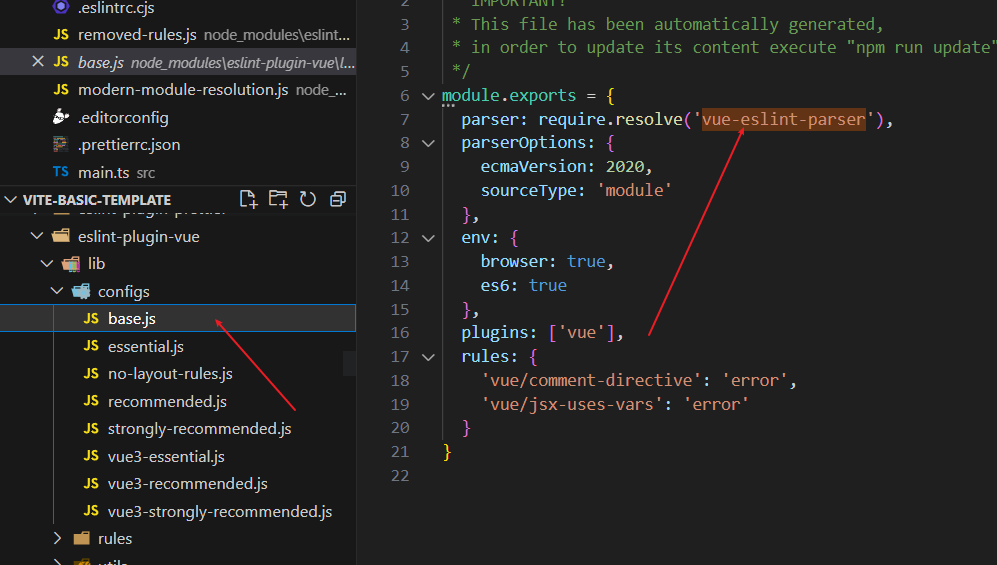 .eslintrc.cjs
JS removed-rules.js node_modules\eslint...
JS base.js node_modules\eslint-plugin-vue\l...
JS modern-module-resolution.js node_...
.editorconfig
.prettierrc.json
TS main.ts src
VITE-BASIC-TEMPLATE
eslint-plugin-prettier
eslint-plugin-vue
lib
configs
JS base.js
JS essential.js
JS no-layout-rules.js
JS recommended.js
JS strongly-recommended.js
JS vue3-essential.js
JS vue3-recommended.js
JS vue3-strongly-recommended.js
rules
utils
2 IMPORTANT!
3 * This file has been automatically generated,
4 * in order to update its content execute "npm run update"
5 */
6 module.exports = {
7 parser: require.resolve('vue-eslint-parser'),
8 parserOptions: {
9 ecmaVersion: 2020,
10 sourceType: 'module'
11 },
12 env: {
13 browser: true,
14 es6: true
15 },
16 plugins: ['vue'],
17 rules: {
18 'vue/comment-directive': 'error',
19 'vue/jsx-uses-vars': 'error'
20 }
21 }
22